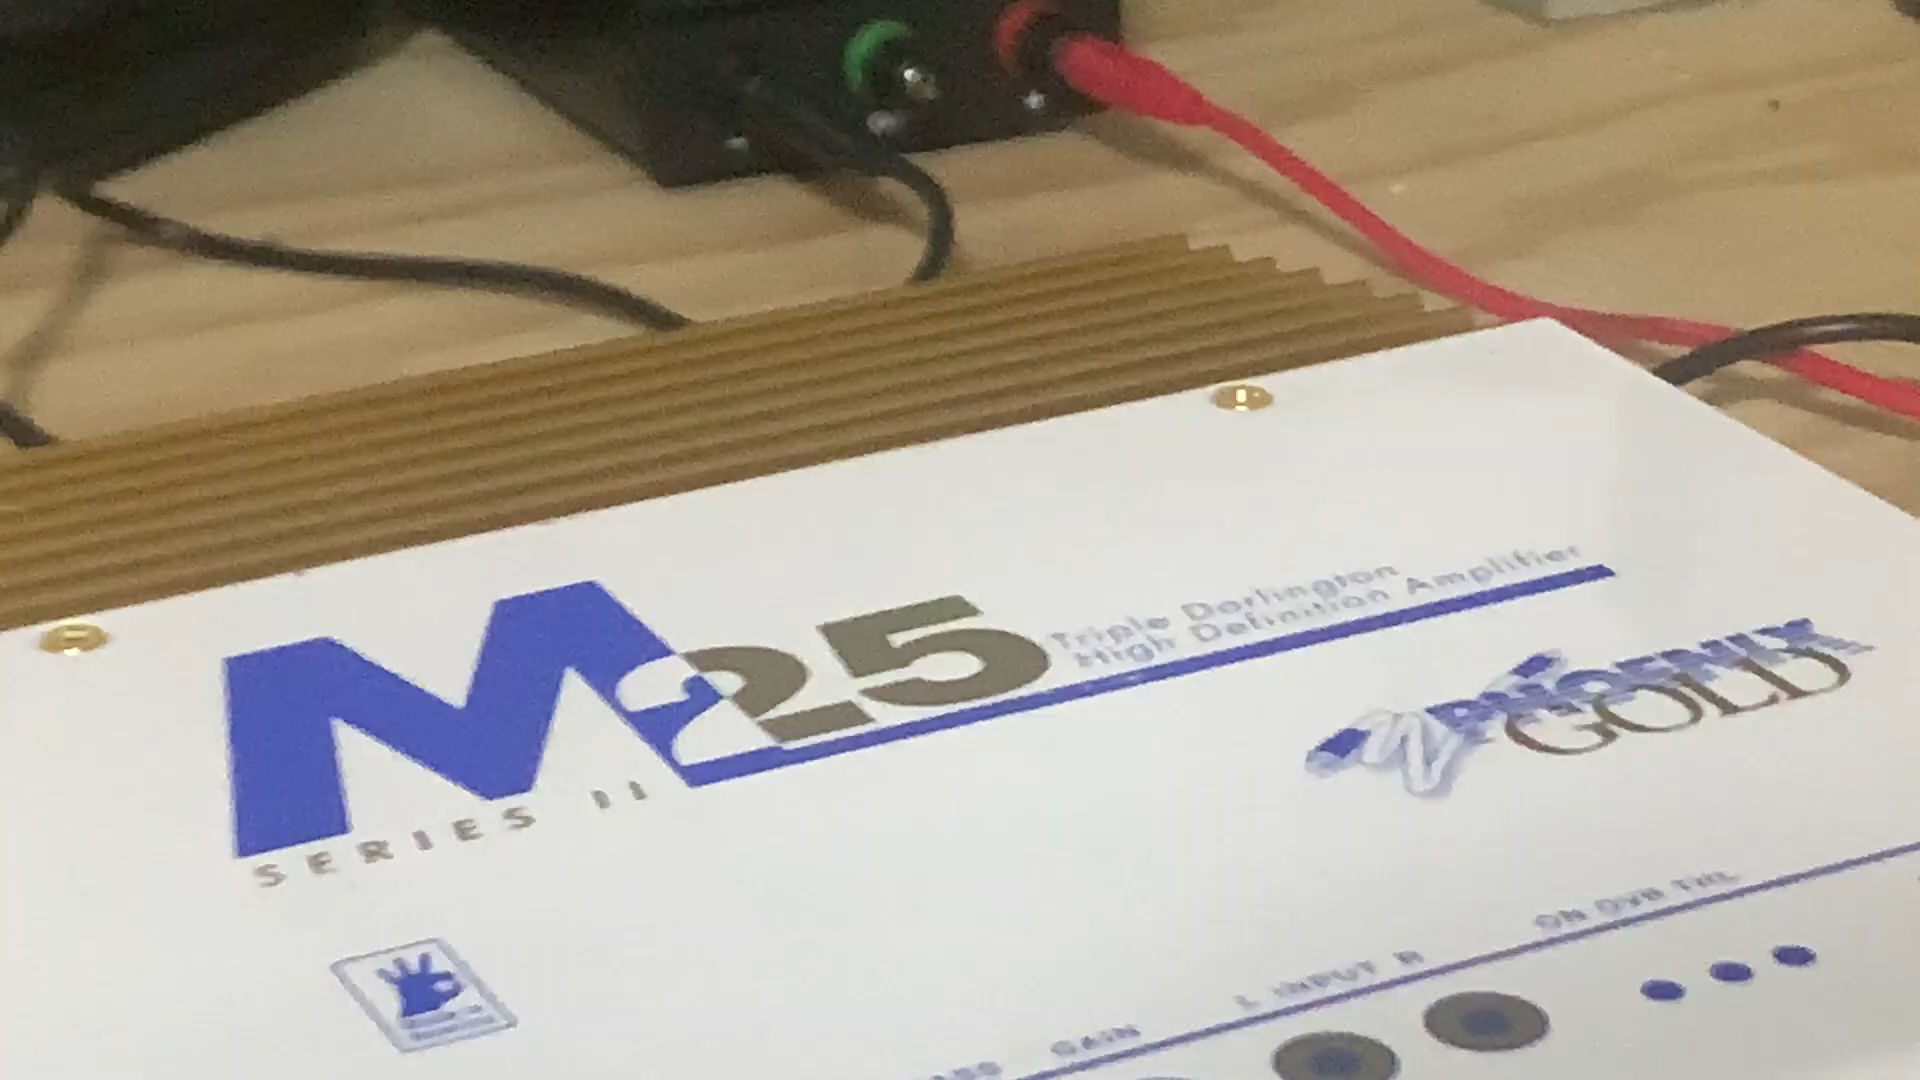 M25
Triple Darlington
High Definition Amplifier
SERIES II
PHOENIX
GOLD
ON OVR THL
L INPUT R
GAIN